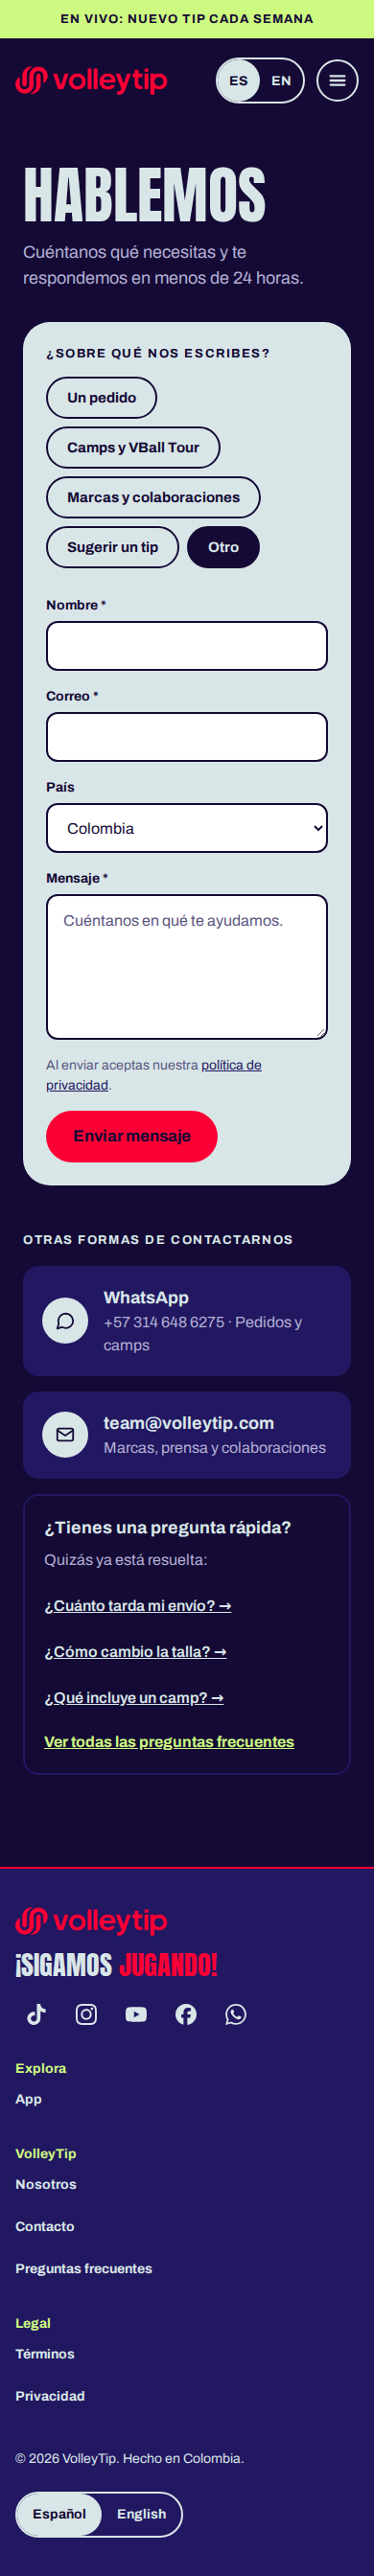 EN VIVO: NUEVO TIP CADA SEMANA
volleytip
ES EN
HABLEMOS
Cuéntanos qué necesitas y te
respondemos en menos de 24 horas.
¿SOBRE QUÉ NOS ESCRIBES?
Un pedido
Camps y VBall Tour
Marcas y colaboraciones
Sugerir un tip Otro
Nombre *
Correo *
País
Colombia
Mensaje *
Cuéntanos en qué te ayudamos.
Al enviar aceptas nuestra política de
privacidad.
Enviar mensaje
OTRAS FORMAS DE CONTACTARNOS
WhatsApp
+57 314 648 6275 · Pedidos y
camps
team@volleytip.com
Marcas, prensa y colaboraciones
¿Tienes una pregunta rápida?
Quizás ya está resuelta:
¿Cuánto tarda mi envío? →
¿Cómo cambio la talla? →
¿Qué incluye un camp? →
Ver todas las preguntas frecuentes
volleytip
¡SIGAMOS JUGANDO!
Explora
App
VolleyTip
Nosotros
Contacto
Preguntas frecuentes
Legal
Términos
Privacidad
© 2026 VolleyTip. Hecho en Colombia.
Español English